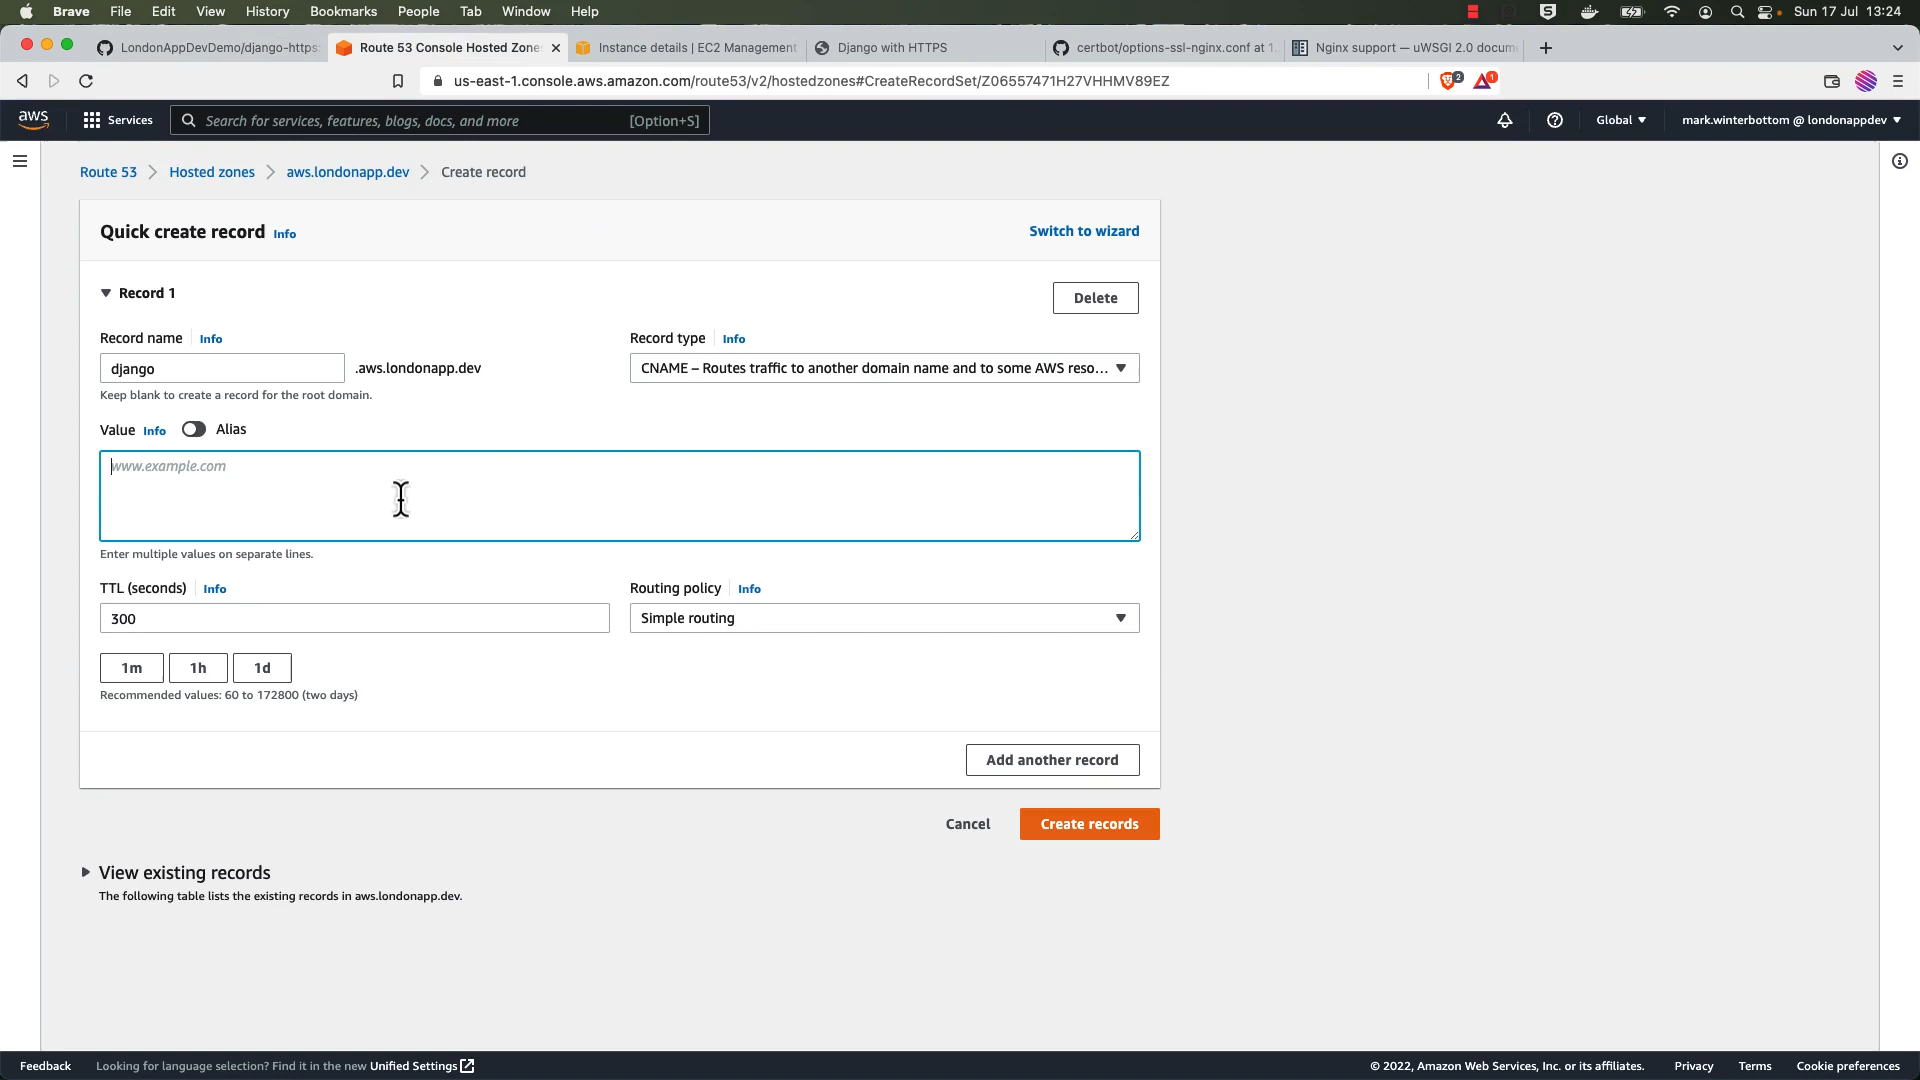 Brave File Edit View History Bookmarks People Tab Window Help Sun 17 Jul 13:24
LondonAppDevDemo/django-https: Route 53 Console Hosted Zone Instance details | EC2 Management Django with HTTPS certbot/options-ssl-nginx.conf at 1. Nginx support — uWSGI 2.0 docum
us-east-1.console.aws.amazon.com/route53/v2/hostedzones#CreateRecordSet/Z06557471H27VHHMV89EZ 2 1
aws Services Search for services, features, blogs, docs, and more [Option+S] Global mark.winterbottom @ londonappdev
Route 53 Hosted zones aws.londonapp.dev Create record
Quick create record Info Switch to wizard
Record 1 Delete
Record name Info Record type Info
django .aws.londonapp.dev CNAME – Routes traffic to another domain name and to some AWS reso...
Keep blank to create a record for the root domain.
Value Info Alias
www.example.com
Enter multiple values on separate lines.
TTL (seconds) Info Routing policy Info
300 Simple routing
1m 1h 1d
Recommended values: 60 to 172800 (two days)
Add another record
Cancel Create records
View existing records
The following table lists the existing records in aws.londonapp.dev.
Feedback Looking for language selection? Find it in the new Unified Settings © 2022, Amazon Web Services, Inc. or its affiliates. Privacy Terms Cookie preferences